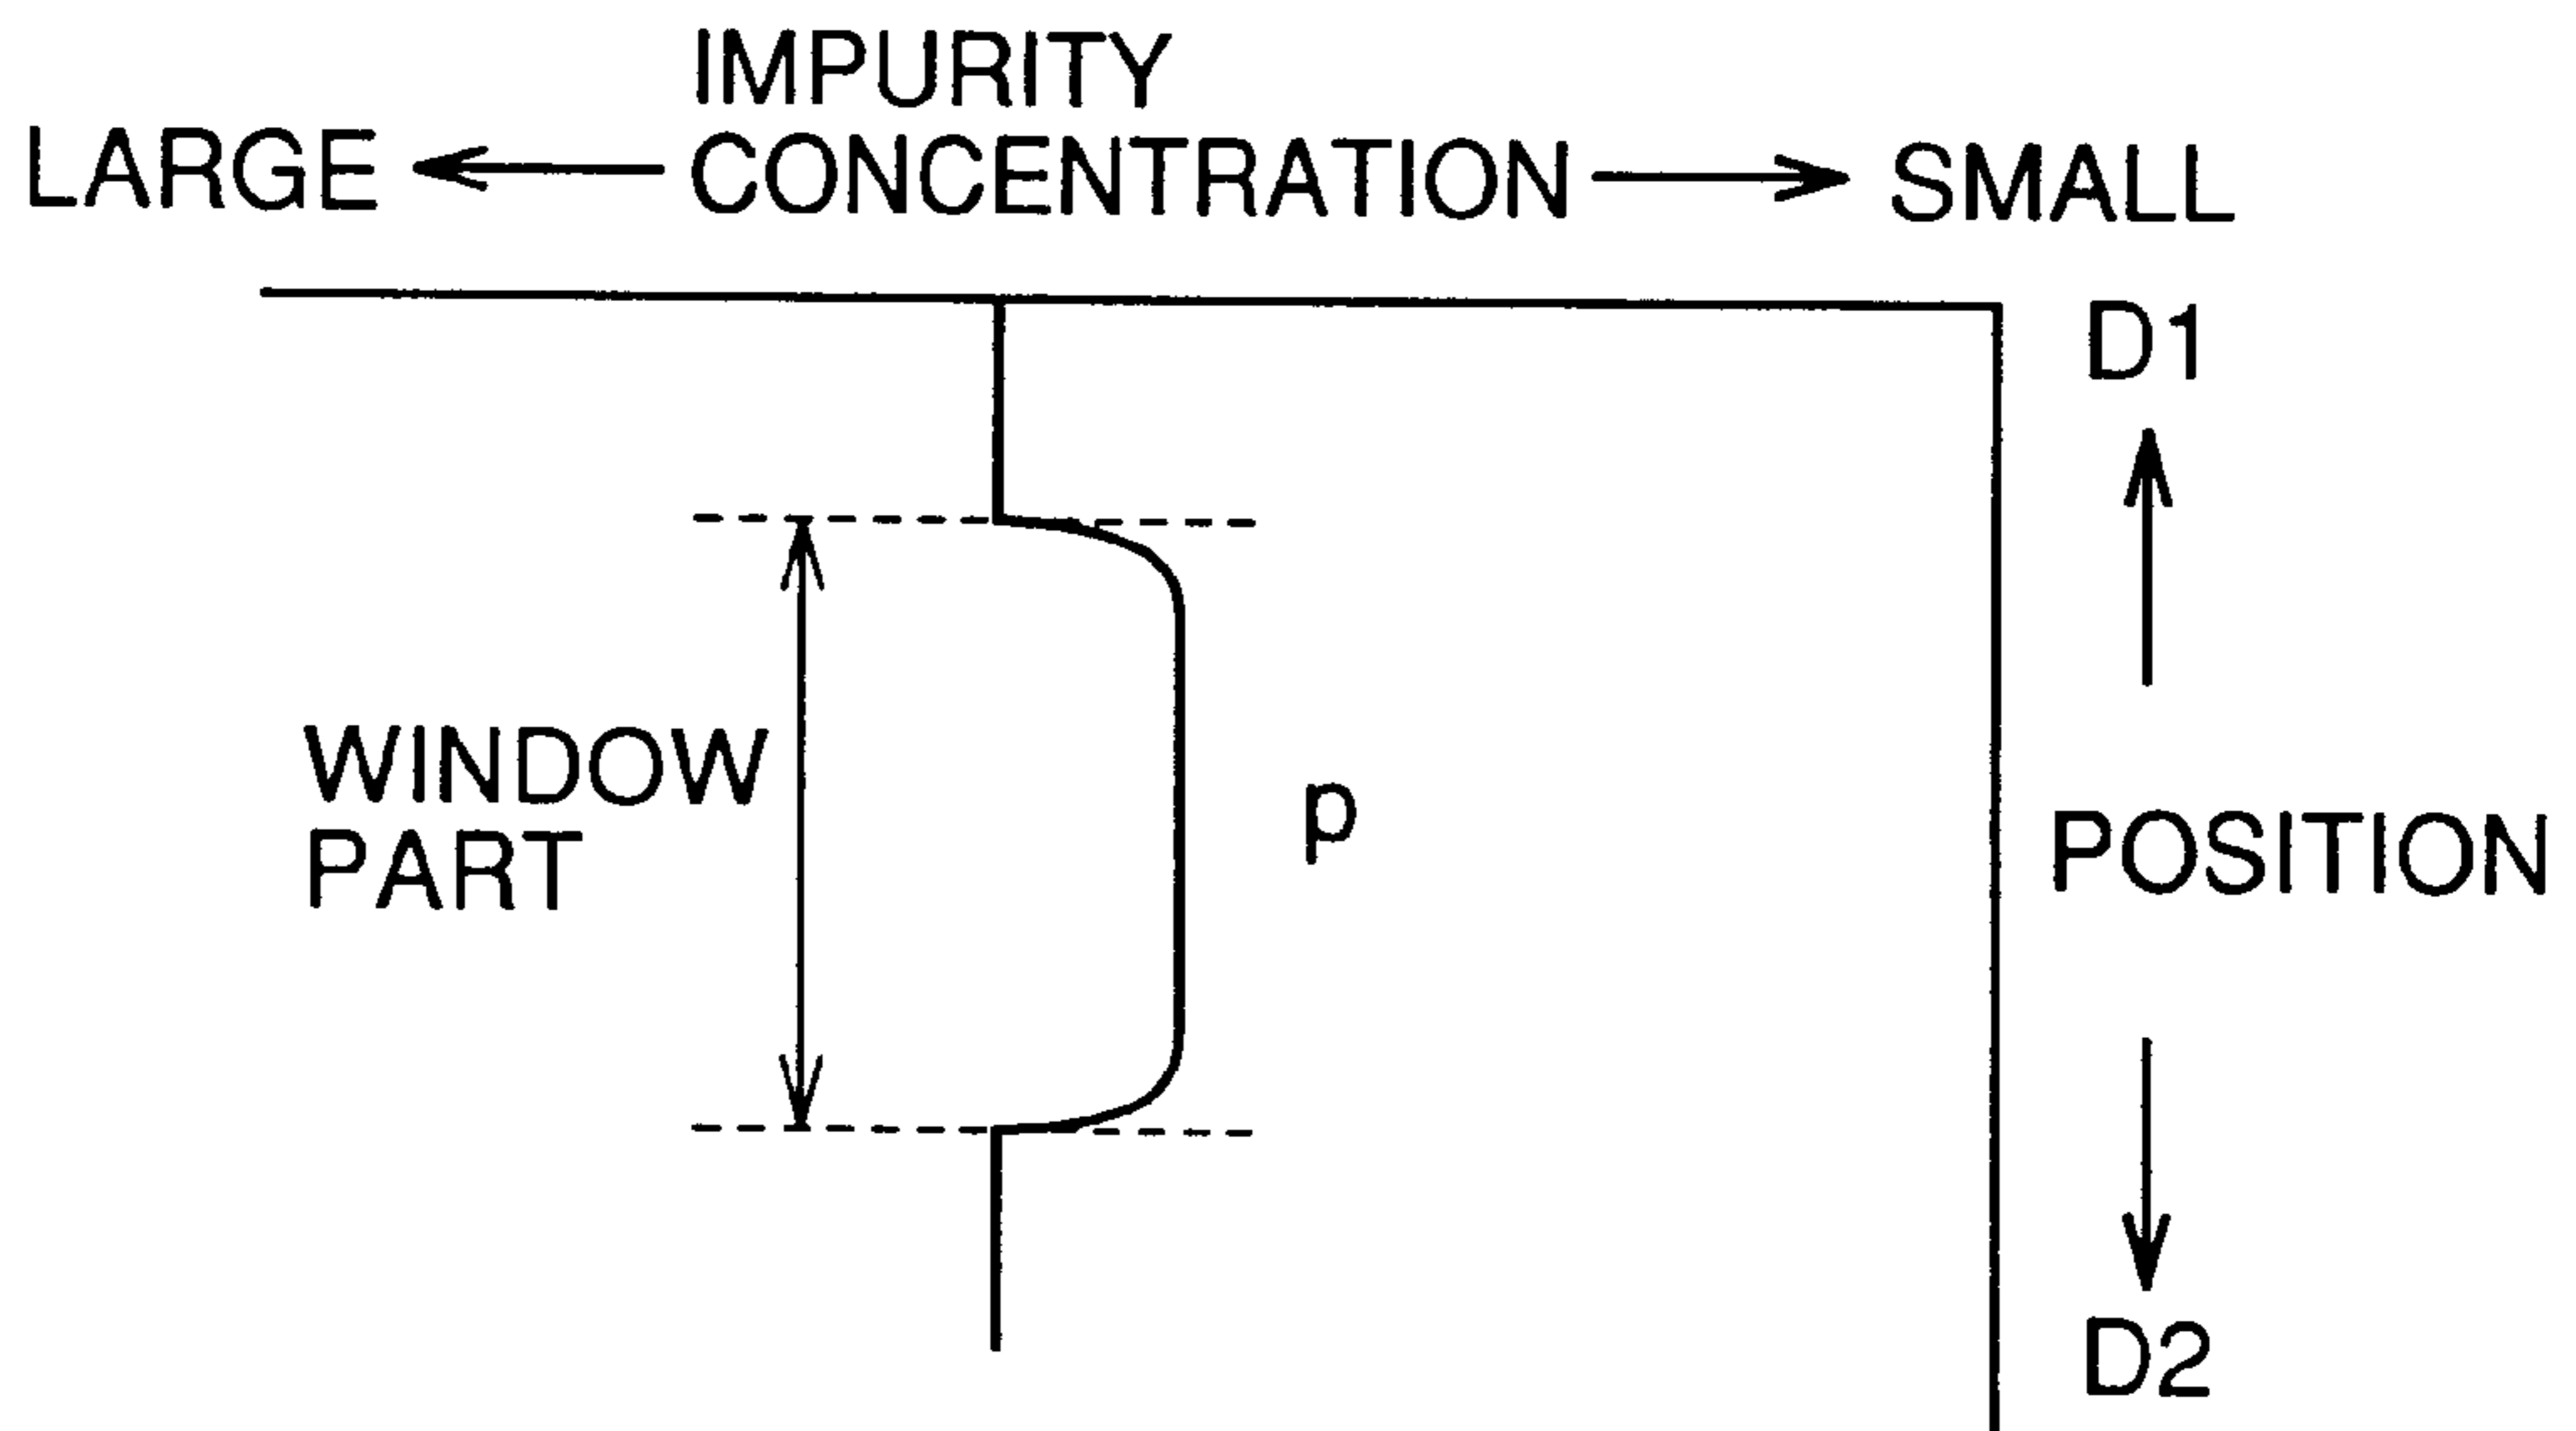 IMPURITY
LARGE CONCENTRATION SMALL
D1
WINDOW
PART
p
POSITION
D2